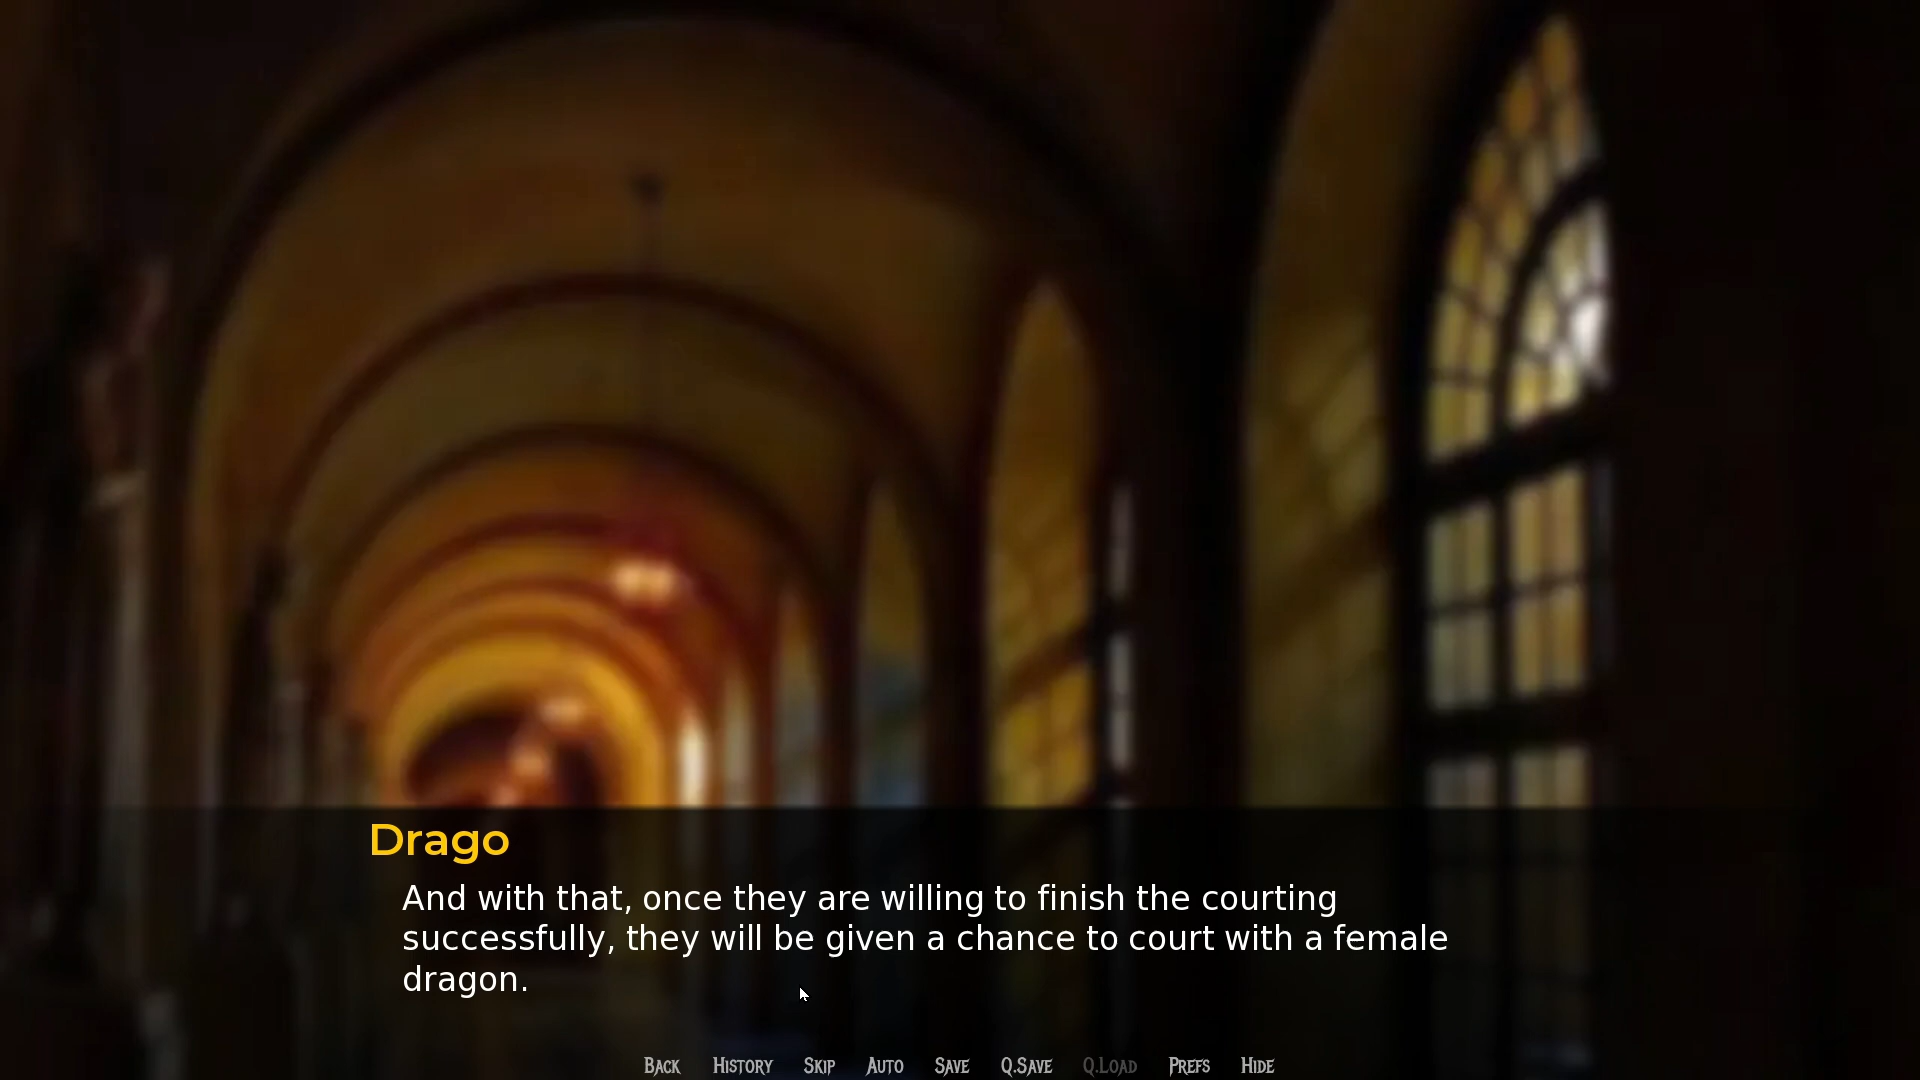 Drago
And with that, once they are willing to finish the courting
successfully, they will be given a chance to court with a female
dragon.
Back History Skip Auto Save Q.Save Q.Load Prefs Hide